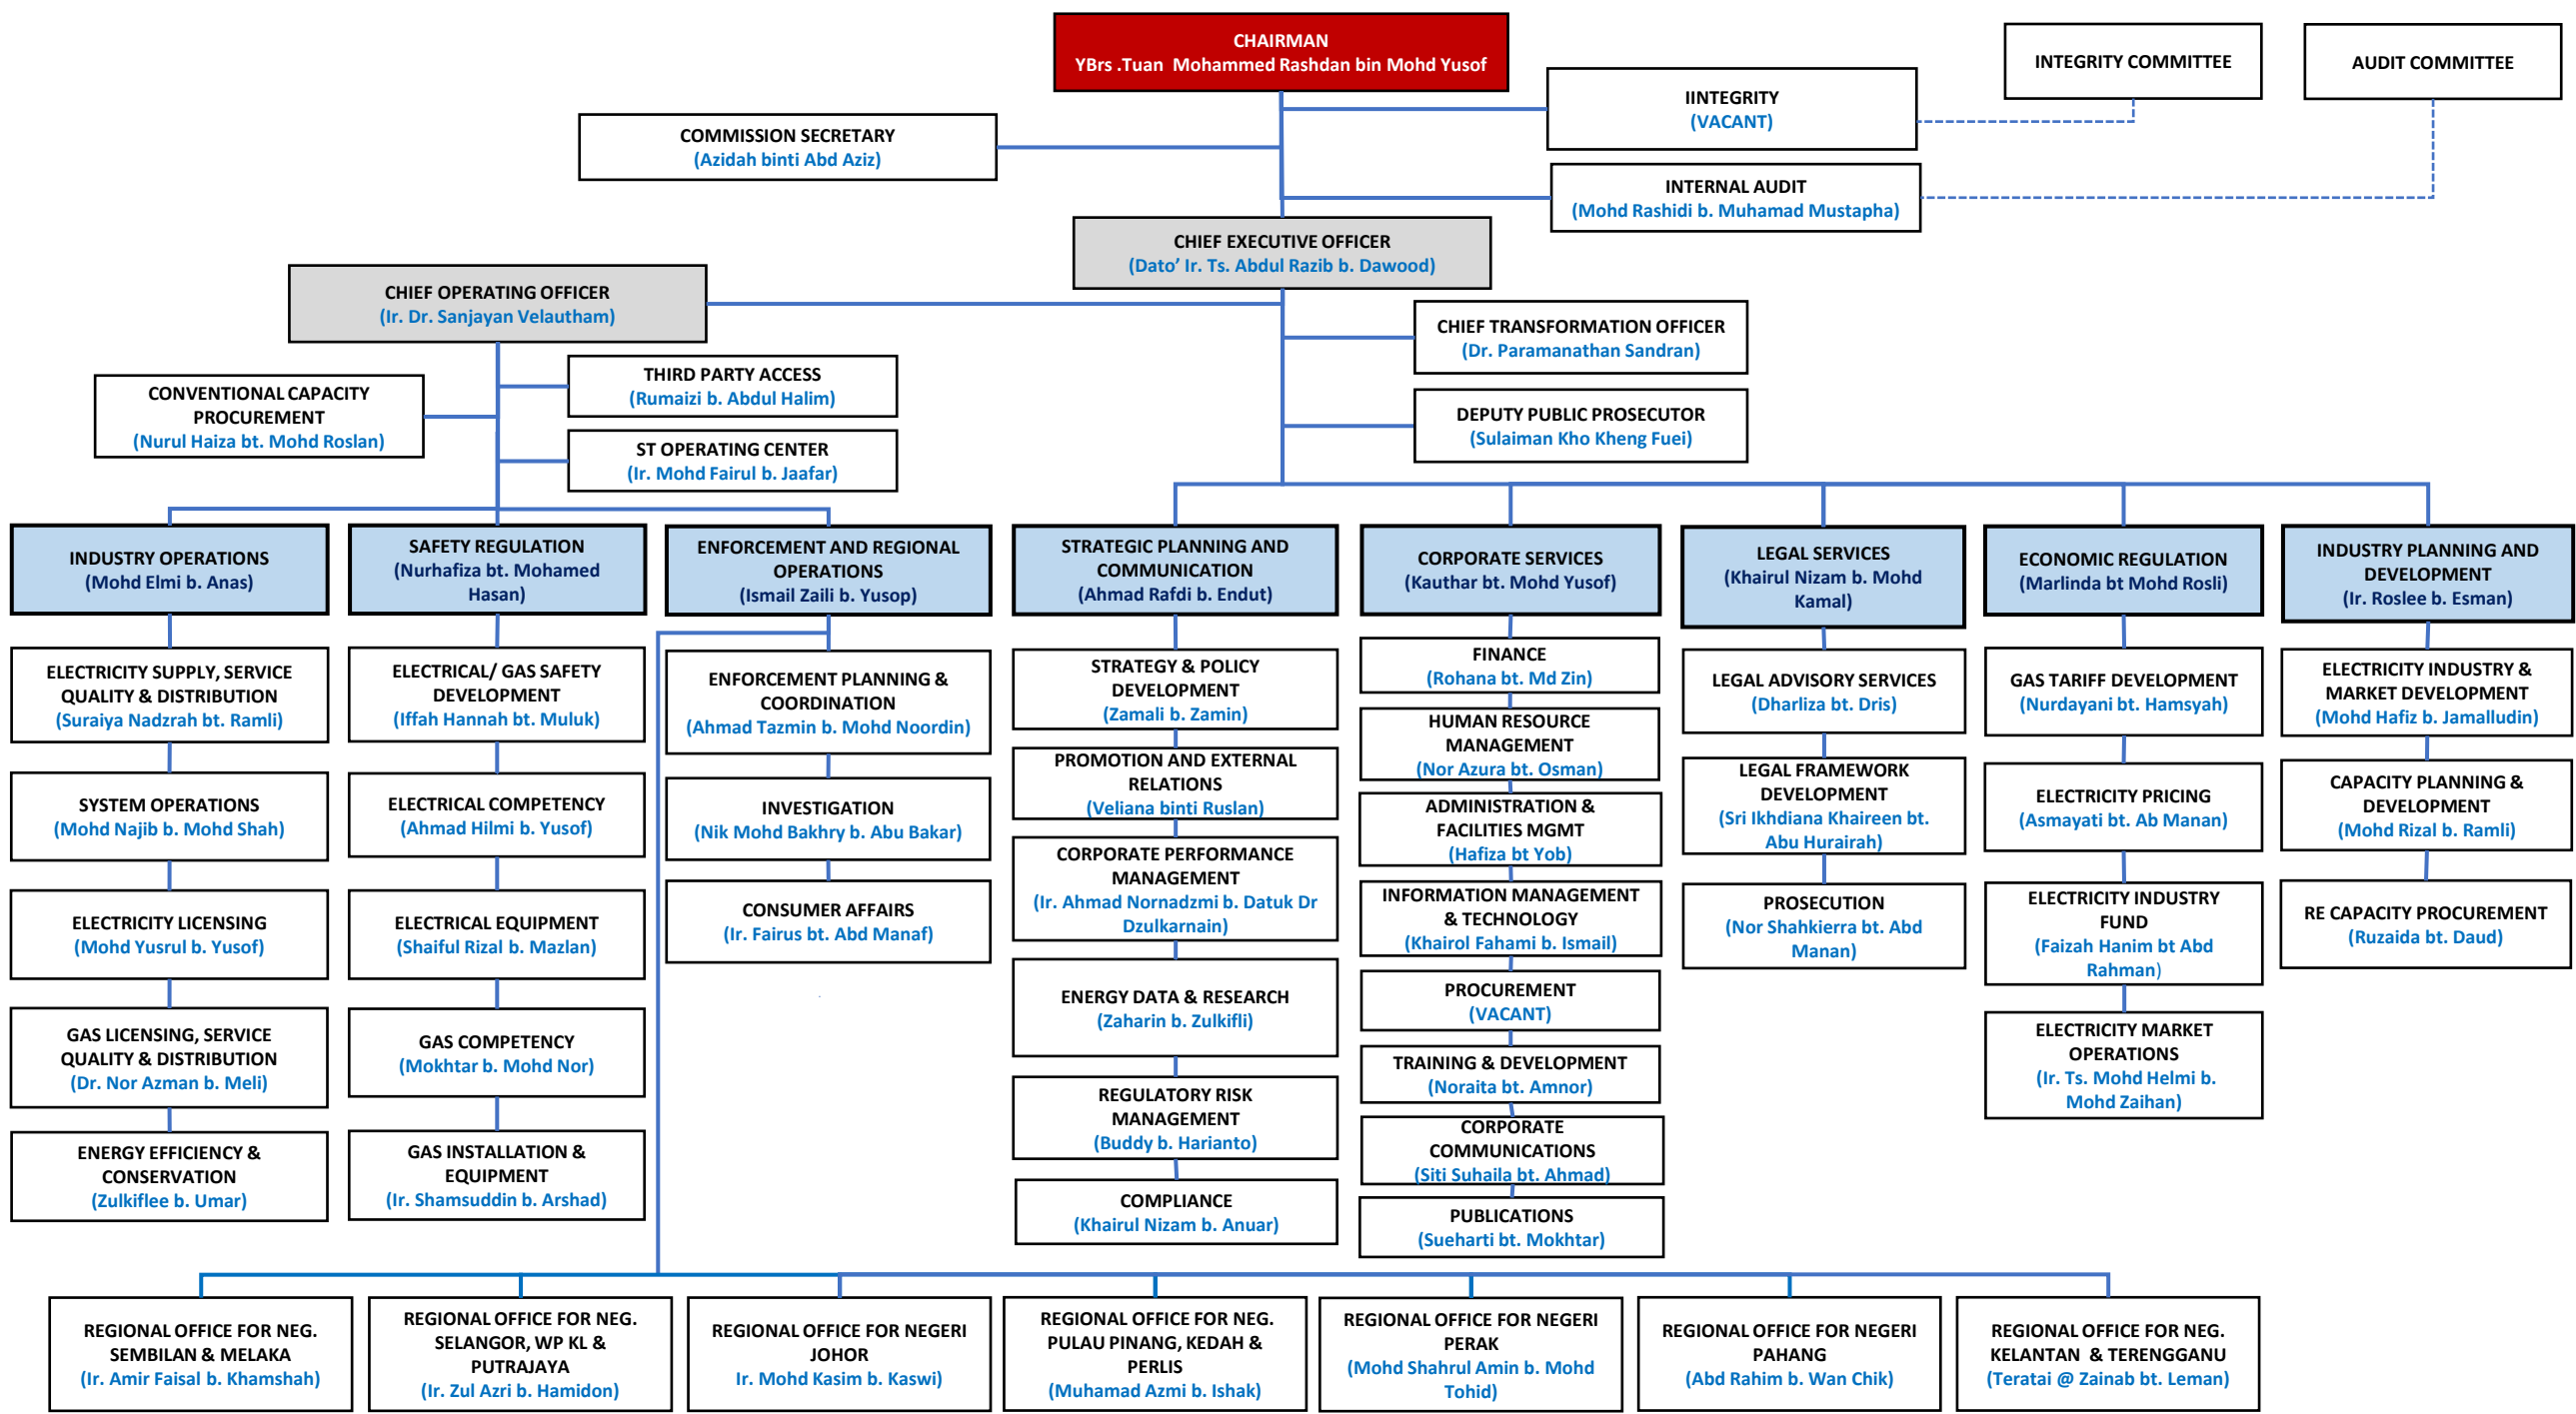 CHAIRMAN
YBrs .Tuan  Mohammed Rashdan bin Mohd Yusof
INTEGRITY COMMITTEE
AUDIT COMMITTEE
IINTEGRITY
(VACANT)
COMMISSION SECRETARY
(Azidah binti Abd Aziz)
INTERNAL AUDIT
(Mohd Rashidi b. Muhamad Mustapha)
CHIEF EXECUTIVE OFFICER
(Dato’ Ir. Ts. Abdul Razib b. Dawood)
CHIEF OPERATING OFFICER
(Ir. Dr. Sanjayan Velautham)
CHIEF TRANSFORMATION OFFICER
(Dr. Paramanathan Sandran)
DEPUTY PUBLIC PROSECUTOR
(Sulaiman Kho Kheng Fuei)
CONVENTIONAL CAPACITY
PROCUREMENT
(Nurul Haiza bt. Mohd Roslan)
THIRD PARTY ACCESS
(Rumaizi b. Abdul Halim)
ST OPERATING CENTER
(Ir. Mohd Fairul b. Jaafar)
INDUSTRY OPERATIONS
(Mohd Elmi b. Anas)
ELECTRICITY SUPPLY, SERVICE
QUALITY & DISTRIBUTION
(Suraiya Nadzrah bt. Ramli)
SYSTEM OPERATIONS
(Mohd Najib b. Mohd Shah)
ELECTRICITY LICENSING
(Mohd Yusrul b. Yusof)
GAS LICENSING, SERVICE
QUALITY & DISTRIBUTION
(Dr. Nor Azman b. Meli)
ENERGY EFFICIENCY &
CONSERVATION
(Zulkiflee b. Umar)
SAFETY REGULATION
(Nurhafiza bt. Mohamed
Hasan)
ELECTRICAL/ GAS SAFETY
DEVELOPMENT
(Iffah Hannah bt. Muluk)
ELECTRICAL COMPETENCY
(Ahmad Hilmi b. Yusof)
ELECTRICAL EQUIPMENT
(Shaiful Rizal b. Mazlan)
GAS COMPETENCY
(Mokhtar b. Mohd Nor)
GAS INSTALLATION &
EQUIPMENT
(Ir. Shamsuddin b. Arshad)
ENFORCEMENT AND REGIONAL
OPERATIONS
(Ismail Zaili b. Yusop)
ENFORCEMENT PLANNING &
COORDINATION
(Ahmad Tazmin b. Mohd Noordin)
INVESTIGATION
(Nik Mohd Bakhry b. Abu Bakar)
CONSUMER AFFAIRS
(Ir. Fairus bt. Abd Manaf)
STRATEGIC PLANNING AND
COMMUNICATION
(Ahmad Rafdi b. Endut)
STRATEGY & POLICY
DEVELOPMENT
(Zamali b. Zamin)
PROMOTION AND EXTERNAL
RELATIONS
(Veliana binti Ruslan)
CORPORATE PERFORMANCE
MANAGEMENT
(Ir. Ahmad Nornadzmi b. Datuk Dr
Dzulkarnain)
ENERGY DATA & RESEARCH
(Zaharin b. Zulkifli)
REGULATORY RISK
MANAGEMENT
(Buddy b. Harianto)
COMPLIANCE
(Khairul Nizam b. Anuar)
CORPORATE SERVICES
(Kauthar bt. Mohd Yusof)
FINANCE
(Rohana bt. Md Zin)
HUMAN RESOURCE
MANAGEMENT
(Nor Azura bt. Osman)
ADMINISTRATION &
FACILITIES MGMT
(Hafiza bt Yob)
INFORMATION MANAGEMENT
& TECHNOLOGY
(Khairol Fahami b. Ismail)
PROCUREMENT
(VACANT)
TRAINING & DEVELOPMENT
(Noraita bt. Amnor)
CORPORATE
COMMUNICATIONS
(Siti Suhaila bt. Ahmad)
PUBLICATIONS
(Sueharti bt. Mokhtar)
LEGAL SERVICES
(Khairul Nizam b. Mohd
Kamal)
LEGAL ADVISORY SERVICES
(Dharliza bt. Dris)
LEGAL FRAMEWORK
DEVELOPMENT
(Sri Ikhdiana Khaireen bt.
Abu Hurairah)
PROSECUTION
(Nor Shahkierra bt. Abd
Manan)
ECONOMIC REGULATION
(Marlinda bt Mohd Rosli)
GAS TARIFF DEVELOPMENT
(Nurdayani bt. Hamsyah)
ELECTRICITY PRICING
(Asmayati bt. Ab Manan)
ELECTRICITY INDUSTRY
FUND
(Faizah Hanim bt Abd
Rahman)
ELECTRICITY MARKET
OPERATIONS
(Ir. Ts. Mohd Helmi b.
Mohd Zaihan)
INDUSTRY PLANNING AND
DEVELOPMENT
(Ir. Roslee b. Esman)
ELECTRICITY INDUSTRY &
MARKET DEVELOPMENT
(Mohd Hafiz b. Jamalludin)
CAPACITY PLANNING &
DEVELOPMENT
(Mohd Rizal b. Ramli)
RE CAPACITY PROCUREMENT
(Ruzaida bt. Daud)
REGIONAL OFFICE FOR NEG.
SEMBILAN & MELAKA
(Ir. Amir Faisal b. Khamshah)
REGIONAL OFFICE FOR NEG.
SELANGOR, WP KL &
PUTRAJAYA
(Ir. Zul Azri b. Hamidon)
REGIONAL OFFICE FOR NEGERI
JOHOR
Ir. Mohd Kasim b. Kaswi)
REGIONAL OFFICE FOR NEG.
PULAU PINANG, KEDAH &
PERLIS
(Muhamad Azmi b. Ishak)
REGIONAL OFFICE FOR NEGERI
PERAK
(Mohd Shahrul Amin b. Mohd
Tohid)
REGIONAL OFFICE FOR NEGERI
PAHANG
(Abd Rahim b. Wan Chik)
REGIONAL OFFICE FOR NEG.
KELANTAN  & TERENGGANU
(Teratai @ Zainab bt. Leman)